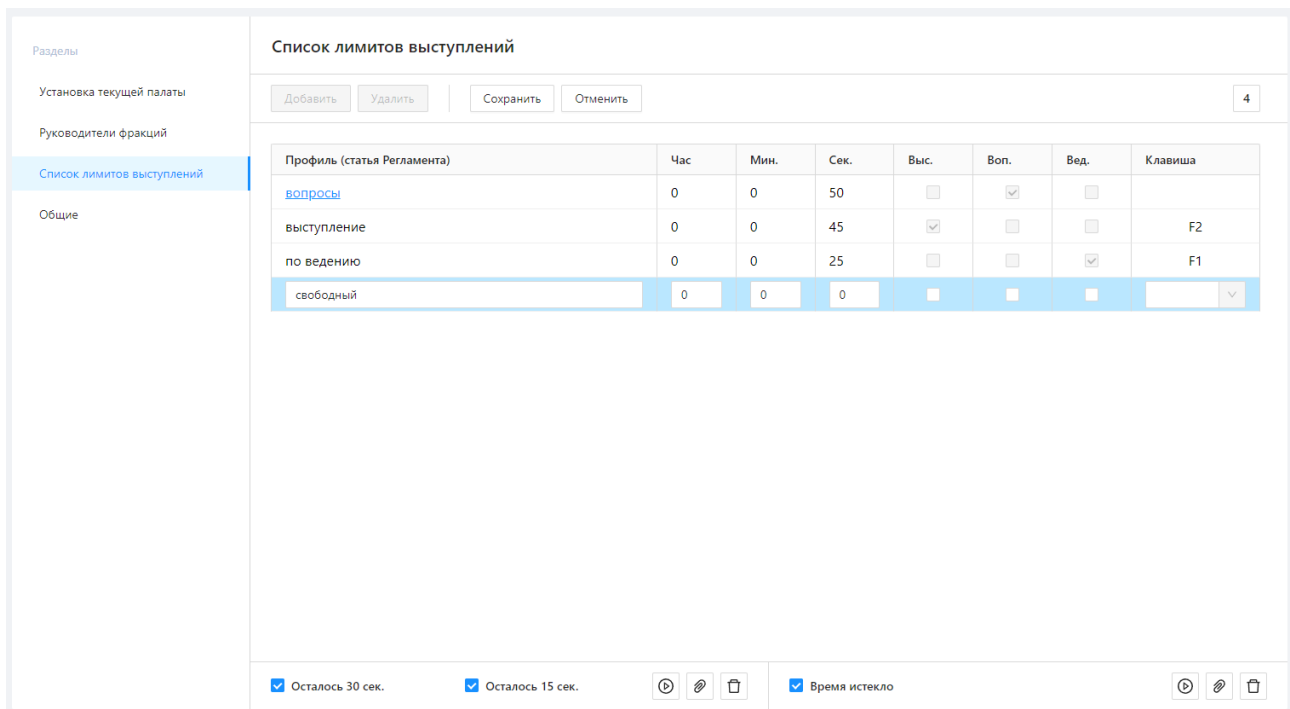 Разделы
Установка текущей палаты
Руководители фракций
Список лимитов выступлений
Общие
Список лимитов выступлений
Добавить Удалить Сохранить Отменить 4
Профиль (статья Регламента) Час Мин. Сек. Выс. Воп. Вед. Клавиша
вопросы 0 0 50
выступление 0 0 45 F2
по ведению 0 0 25 F1
свободный 0 0 0
Осталось 30 сек. Осталось 15 сек. Время истекло